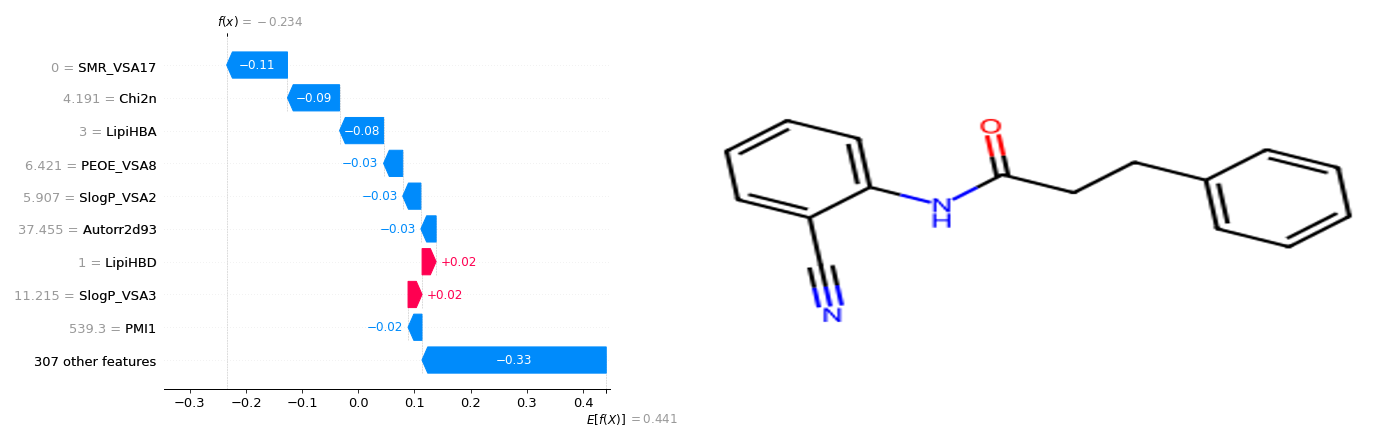 f(x) = −0.234
0 = SMR_VSA17
−0.11
4.191 = Chi2n
−0.09
3 = LipiHBA
−0.08
6.421 = PEOE_VSA8
−0.03
5.907 = SlogP_VSA2
−0.03
37.455 = Autorr2d93
−0.03
1 = LipiHBD
+0.02
11.215 = SlogP_VSA3
+0.02
539.3 = PMI1
−0.02
307 other features
−0.33
−0.3 −0.2 −0.1 0.0 0.1 0.2 0.3 0.4
E[f(X)] = 0.441
O
N
H
N